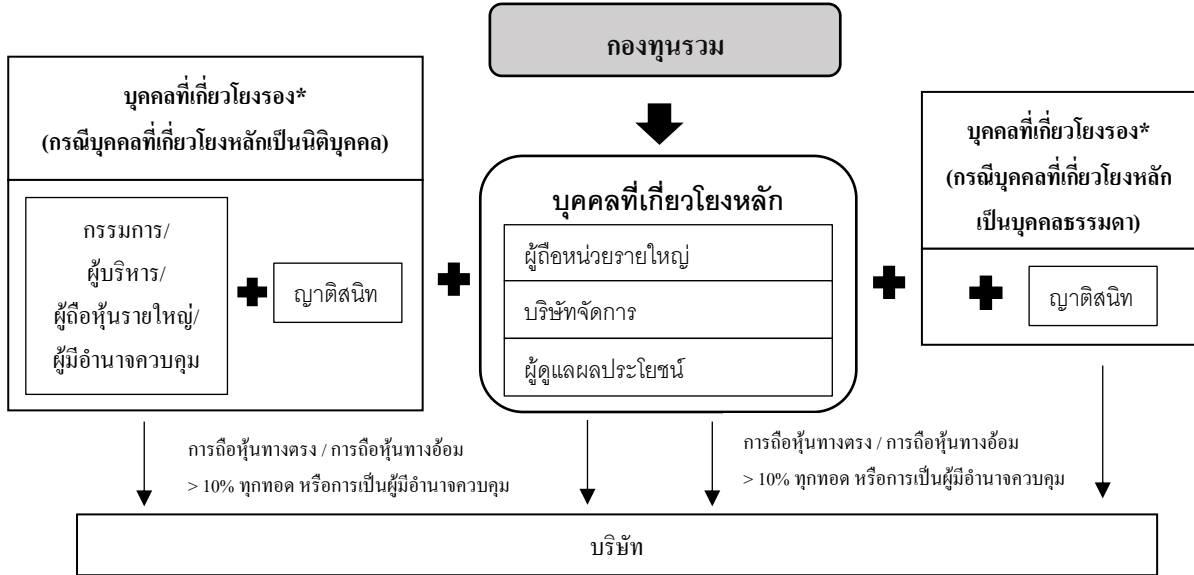 กองทุนรวม
บุคคลที่เกี่ยวโยงรอง*
(กรณีบุคคลที่เกี่ยวโยงหลักเป็นนิติบุคคล)
กรรมการ/
ผู้บริหาร/
ผู้ถือหุ้นรายใหญ่/
ผู้มีอำนาจควบคุม
ญาติสนิท
บุคคลที่เกี่ยวโยงหลัก
ผู้ถือหน่วยรายใหญ่
บริษัทจัดการ
ผู้ดูแลผลประโยชน์
บุคคลที่เกี่ยวโยงรอง*
(กรณีบุคคลที่เกี่ยวโยงหลัก
เป็นบุคคลธรรมดา)
ญาติสนิท
การถือหุ้นทางตรง / การถือหุ้นทางอ้อม
> 10% ทุกทอด หรือการเป็นผู้มีอำนาจควบคุม
การถือหุ้นทางตรง / การถือหุ้นทางอ้อม
> 10% ทุกทอด หรือการเป็นผู้มีอำนาจควบคุม
บริษัท